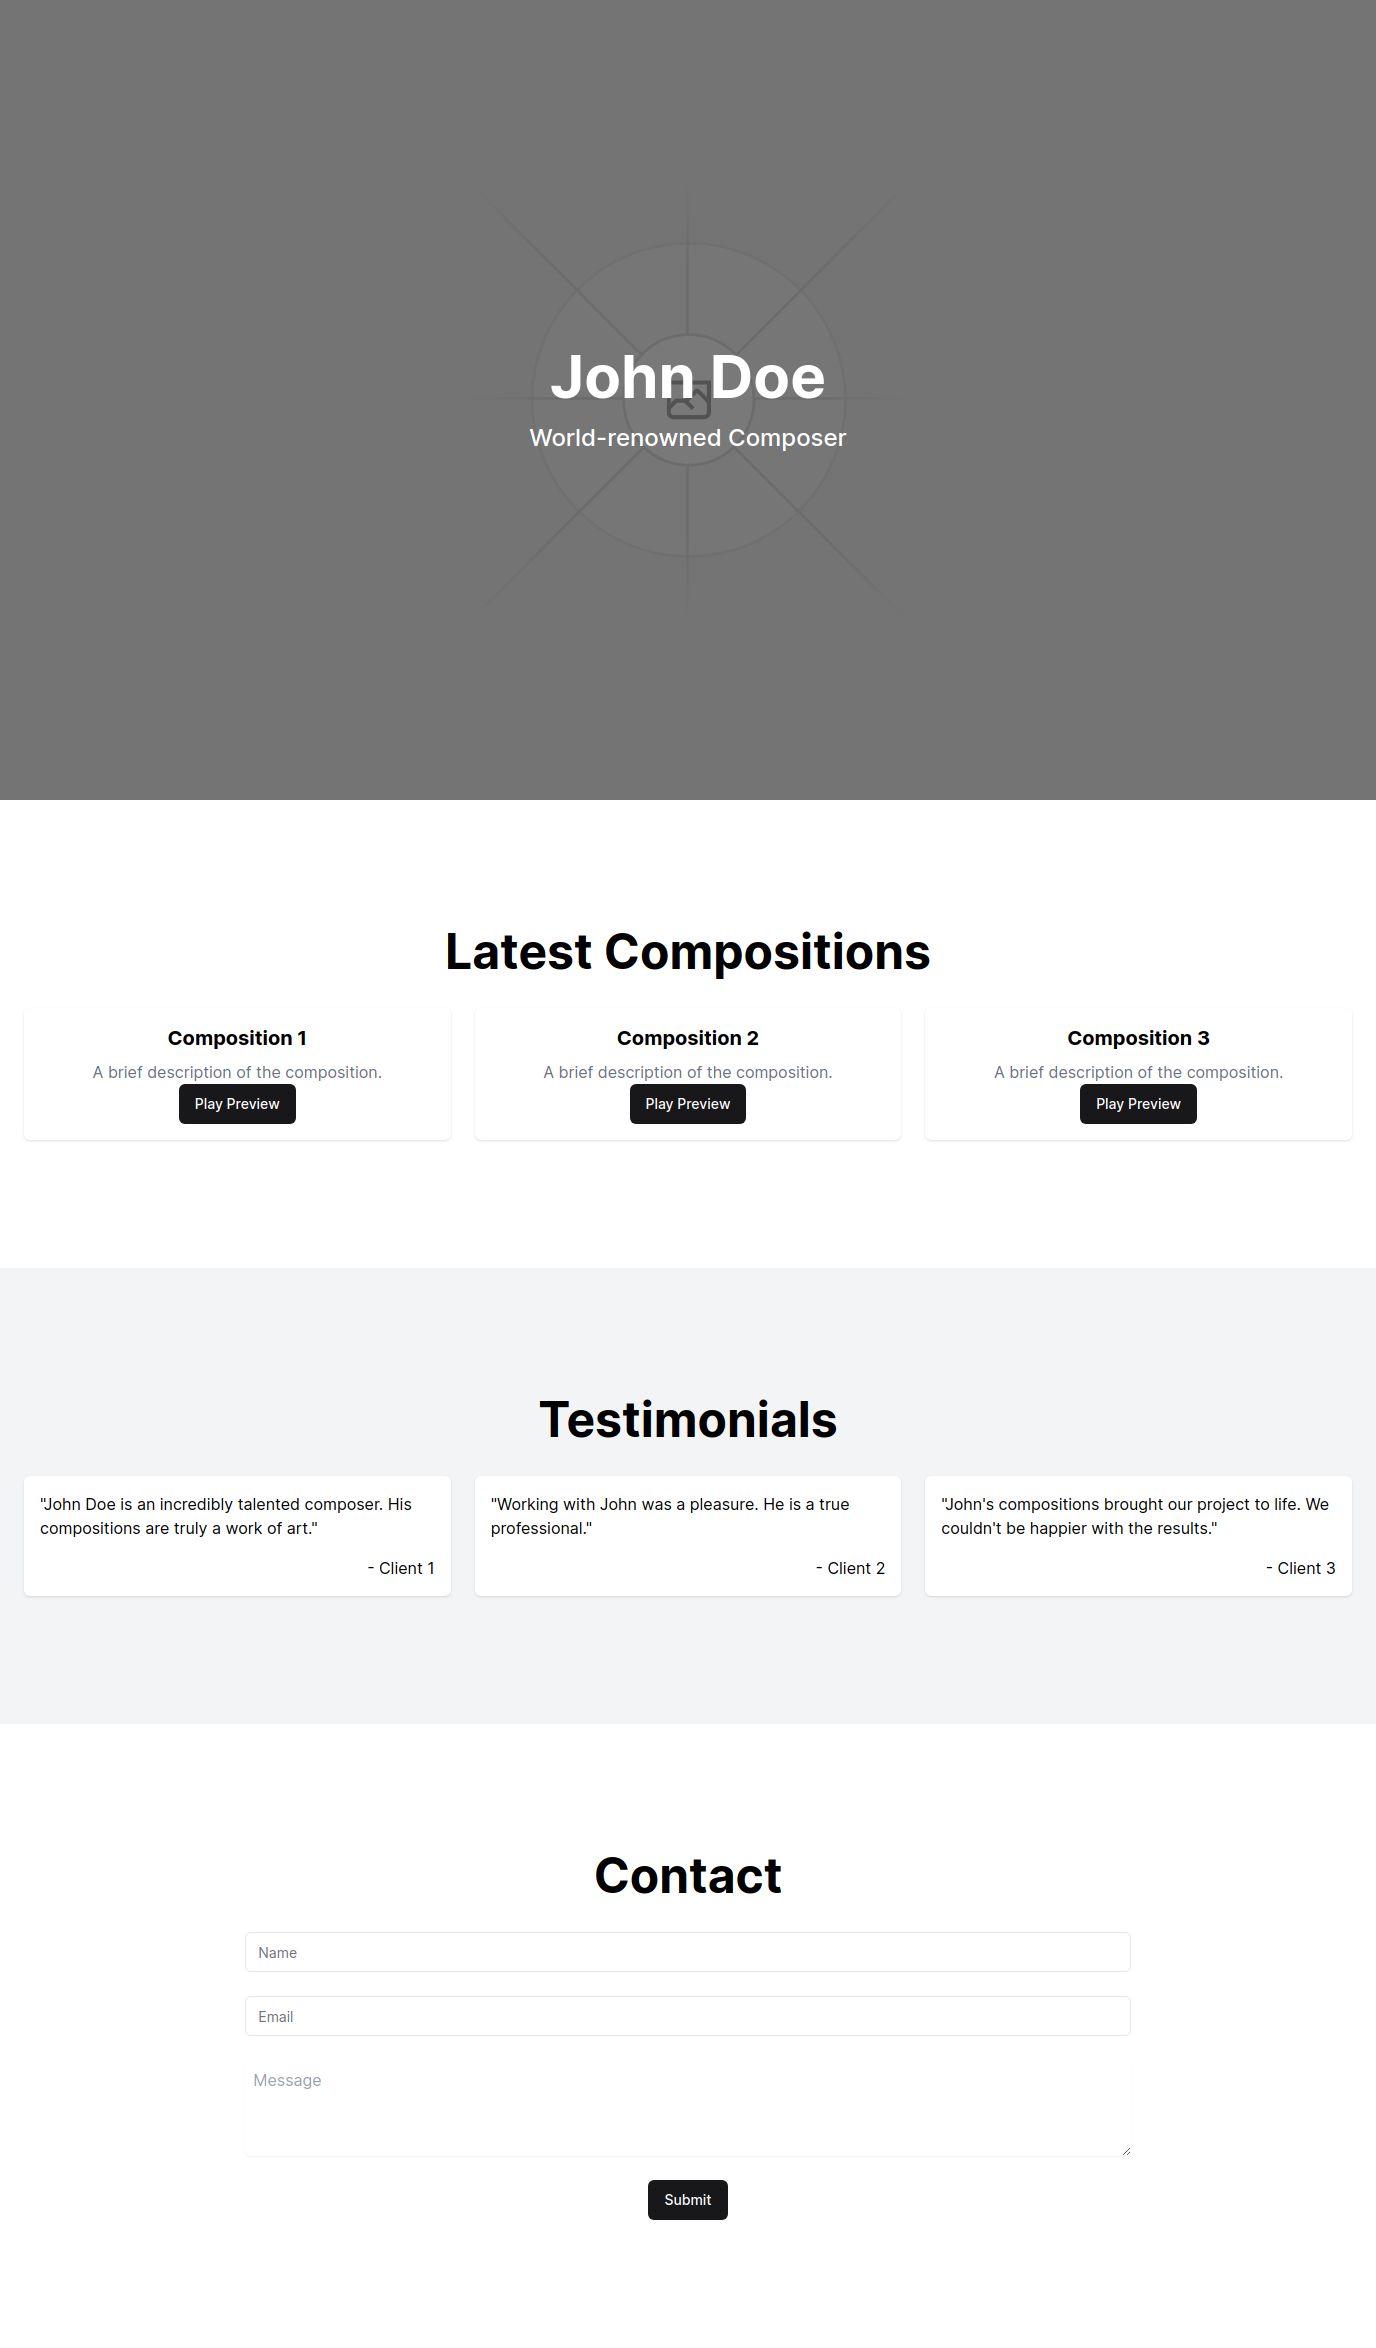 John Doe
World-renowned Composer
Latest Compositions
Composition 1
A brief description of the composition.
Play Preview
Composition 2
A brief description of the composition.
Play Preview
Composition 3
A brief description of the composition.
Play Preview
Testimonials
"John Doe is an incredibly talented composer. His
compositions are truly a work of art."
- Client 1
"Working with John was a pleasure. He is a true
professional."
- Client 2
"John's compositions brought our project to life. We
couldn't be happier with the results."
- Client 3
Contact
Name
Email
Message
Submit